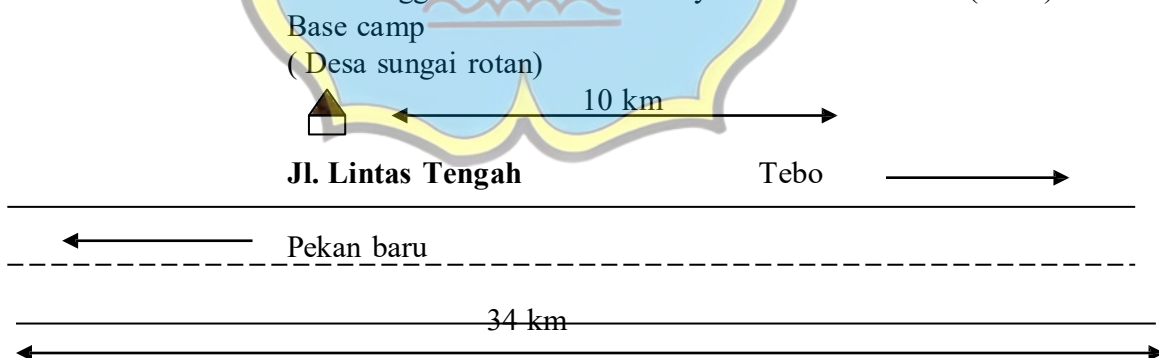 Base camp
( Desa sungai rotan)
10 km
Jl. Lintas Tengah Tebo
Pekan baru
34 km